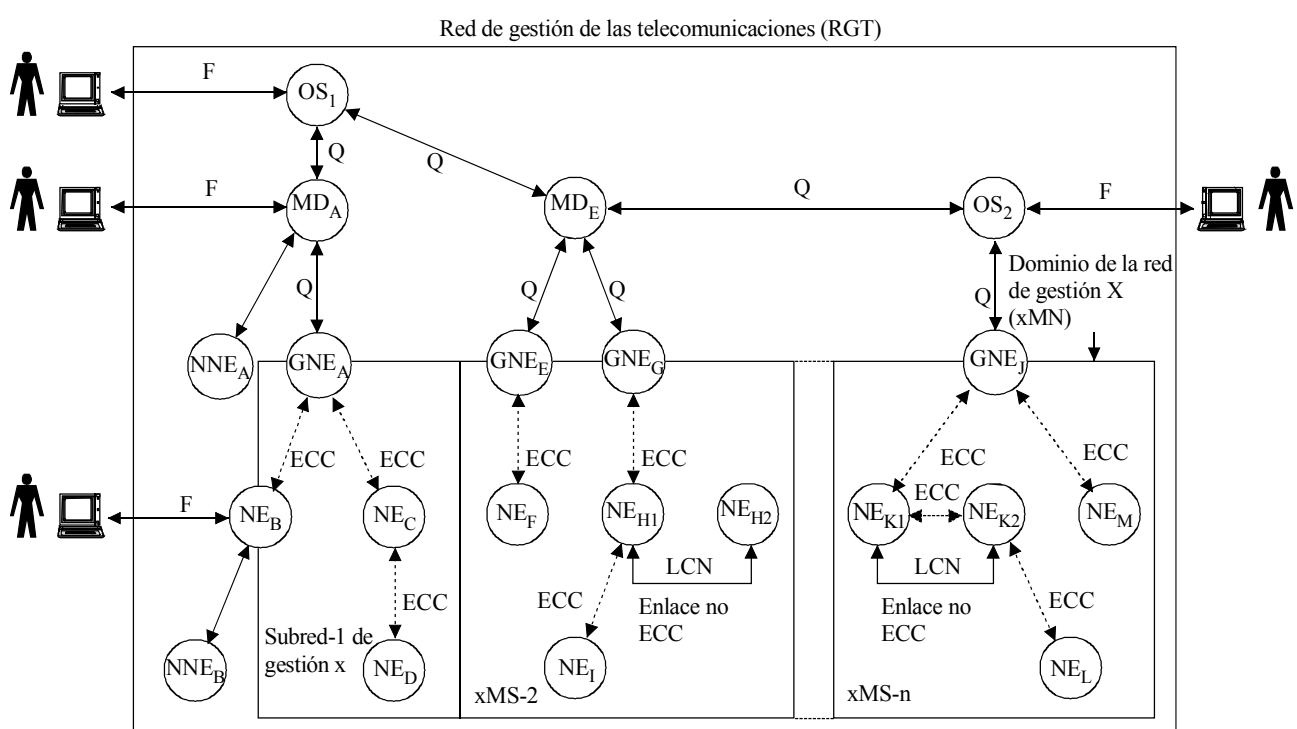 Red de gestión de las telecomunicaciones (RGT)
F
OS1
Q
Q
F
MDA
MDE
Q
OS2
F
Dominio de la red
de gestión X
(xMN)
Q
Q
Q
Q
NNEA
GNEA
GNEE
GNEG
GNEJ
ECC
ECC
ECC
ECC
ECC
ECC
ECC
F
NEB
NEC
NEF
NEH1
NEH2
NEK1
NEK2
NEM
LCN
LCN
ECC
ECC
Enlace no
ECC
Enlace no
ECC
ECC
Subred-1 de
gestión x
NNEB
NED
NEI
NEL
xMS-2
xMS-n